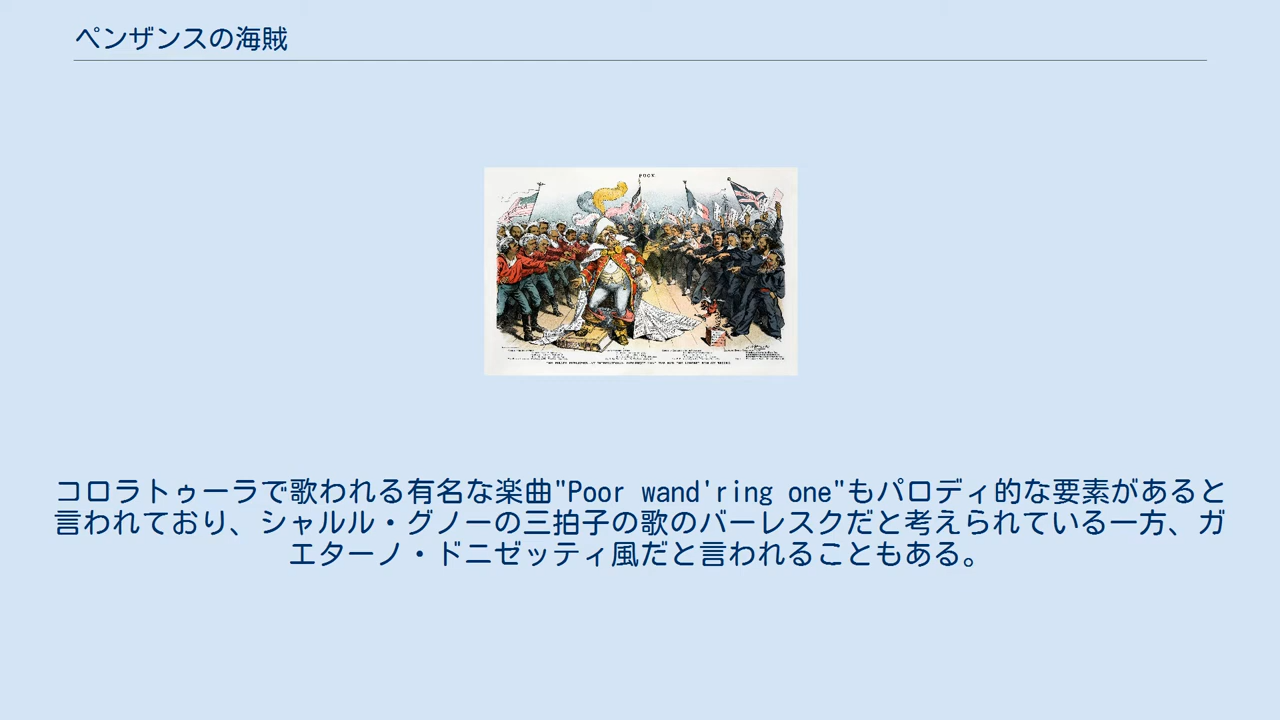 ペンザンスの海賊
PUCK
コロラトゥーラで歌われる有名な楽曲"Poor wand'ring one"もパロディ的な要素があると
言われており、シャルル・グノーの三拍子の歌のバーレスクだと考えられている一方、ガ
エターノ・ドニゼッティ風だと言われることもある。